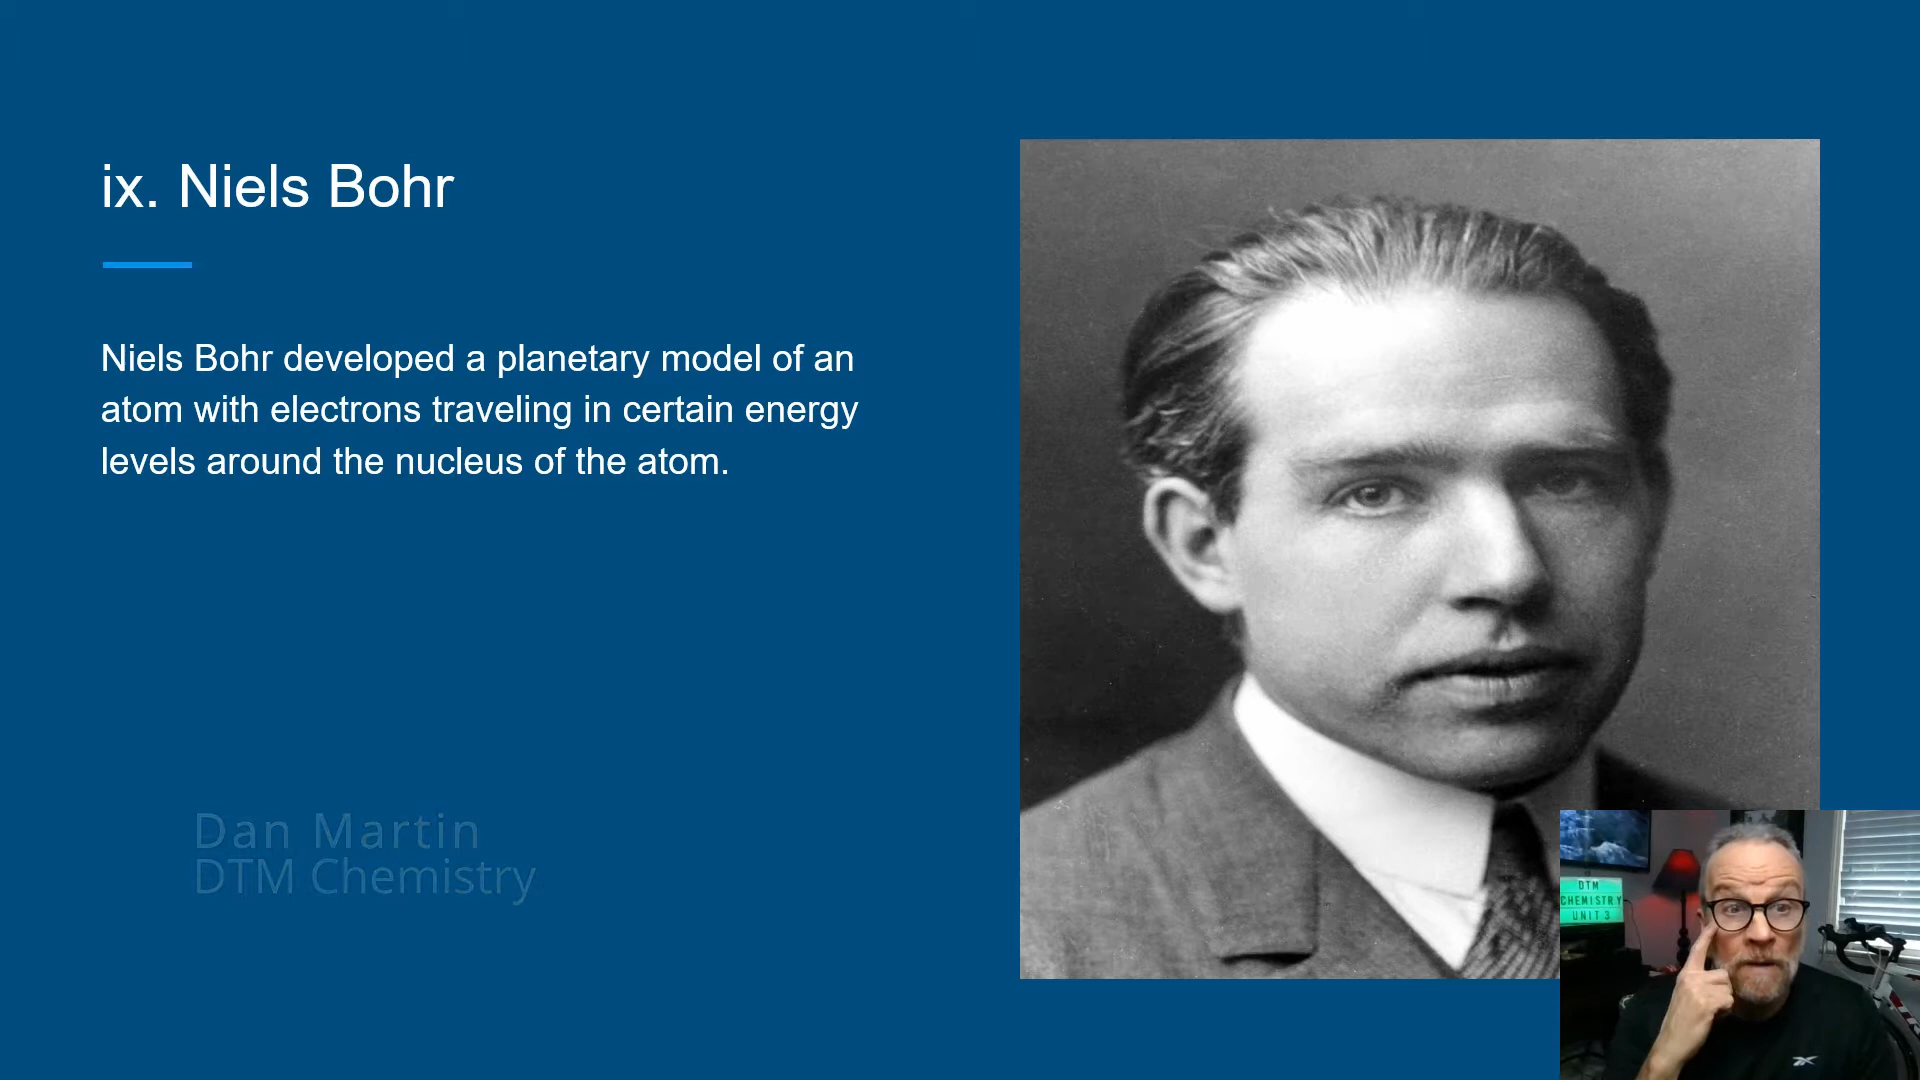 ix. Niels Bohr
Niels Bohr developed a planetary model of an
atom with electrons traveling in certain energy
levels around the nucleus of the atom.
Dan Martin
DTM Chemistry
DTM
CHEMISTRY
UNIT 3